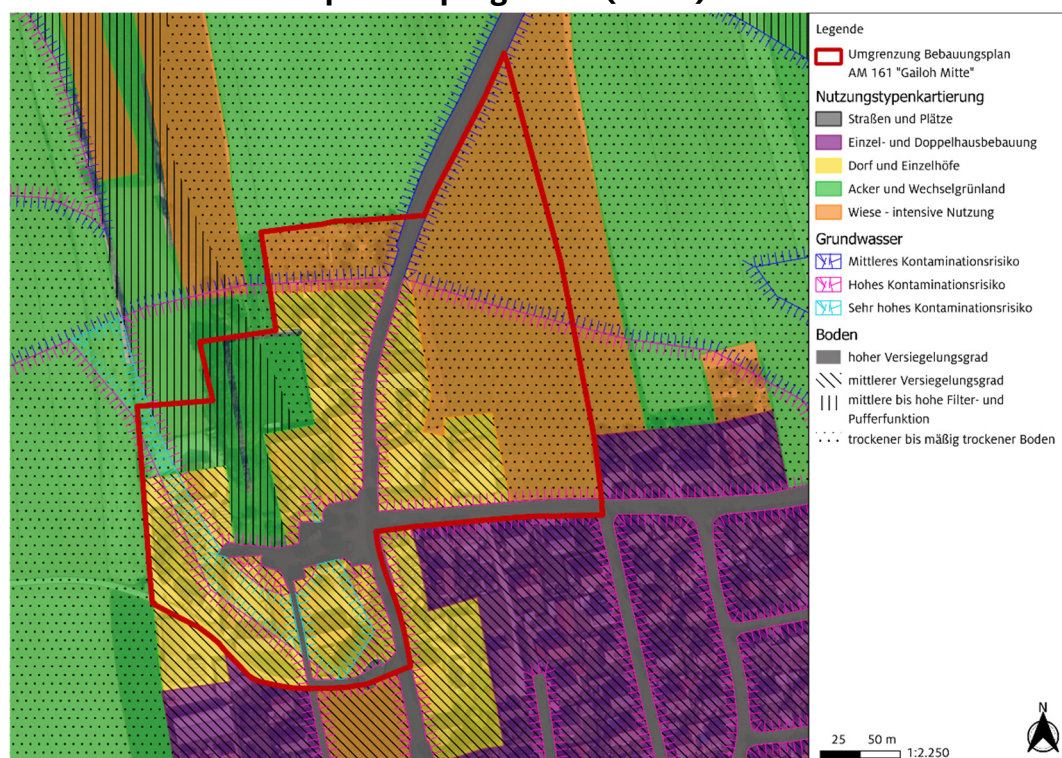 Legende
Umgrenzung Bebauungsplan
AM 161 "Gailoh Mitte"
Nutzungstypenkartierung
Straßen und Plätze
Einzel- und Doppelhausbebauung
Dorf und Einzelhöfe
Acker und Wechselgrünland
Wiese - intensive Nutzung
Grundwasser
Mittleres Kontaminationsrisiko
Hohes Kontaminationsrisiko
Sehr hohes Kontaminationsrisiko
Boden
hoher Versiegelungsgrad
mittlerer Versiegelungsgrad
mittlere bis hohe Filter- und
Pufferfunktion
trockener bis mäßig trockener Boden
N
25 50 m
1:2.250